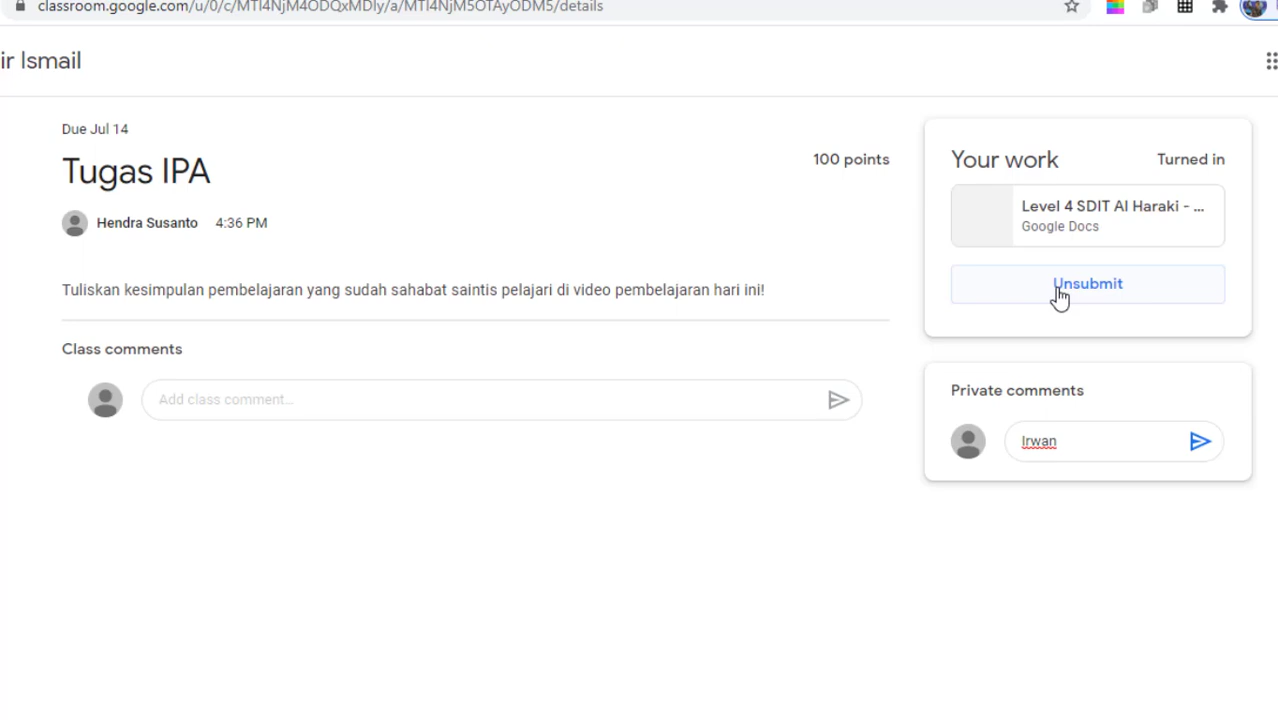 classroom.google.com/u/0/c/MTI4NjM4ODQxMDIy/a/MTI4NjM5OTAyODM5/details
ir Ismail
Due Jul 14
Tugas IPA
100 points
Hendra Susanto 4:36 PM
Tuliskan kesimpulan pembelajaran yang sudah sahabat saintis pelajari di video pembelajaran hari ini!
Class comments
Add class comment...
Your work
Turned in
Level 4 SDIT Al Haraki - ...
Google Docs
Unsubmit
Private comments
Irwan